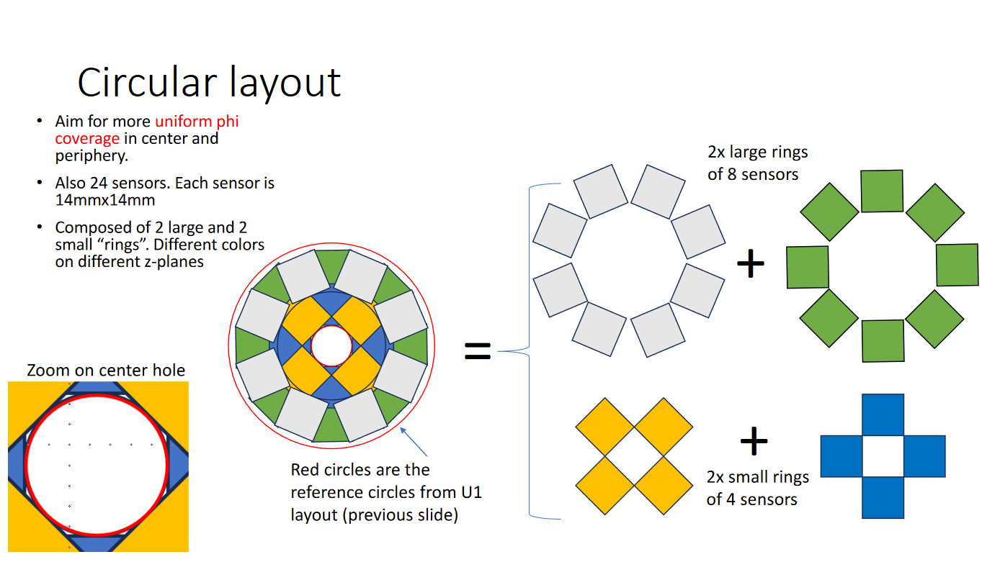 Circular layout
• Aim for more uniform phi
coverage in center and
periphery.
• Also 24 sensors. Each sensor is
14mmx14mm
• Composed of 2 large and 2
small “rings”. Different colors
on different z-planes
Zoom on center hole
Red circles are the
reference circles from U1
layout (previous slide)
=
2x large rings
of 8 sensors
+
+
2x small rings
of 4 sensors